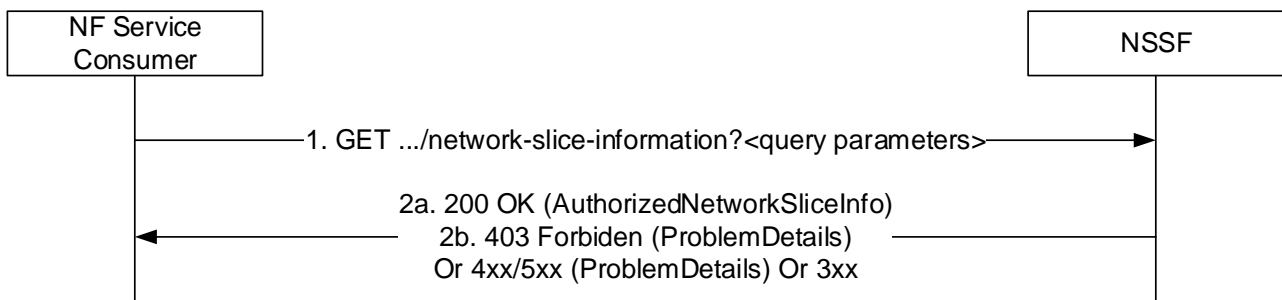 NF Service
Consumer
NSSF
1. GET .../network-slice-information?<query parameters>
2a. 200 OK (AuthorizedNetworkSliceInfo)
2b. 403 Forbiden (ProblemDetails)
Or 4xx/5xx (ProblemDetails) Or 3xx